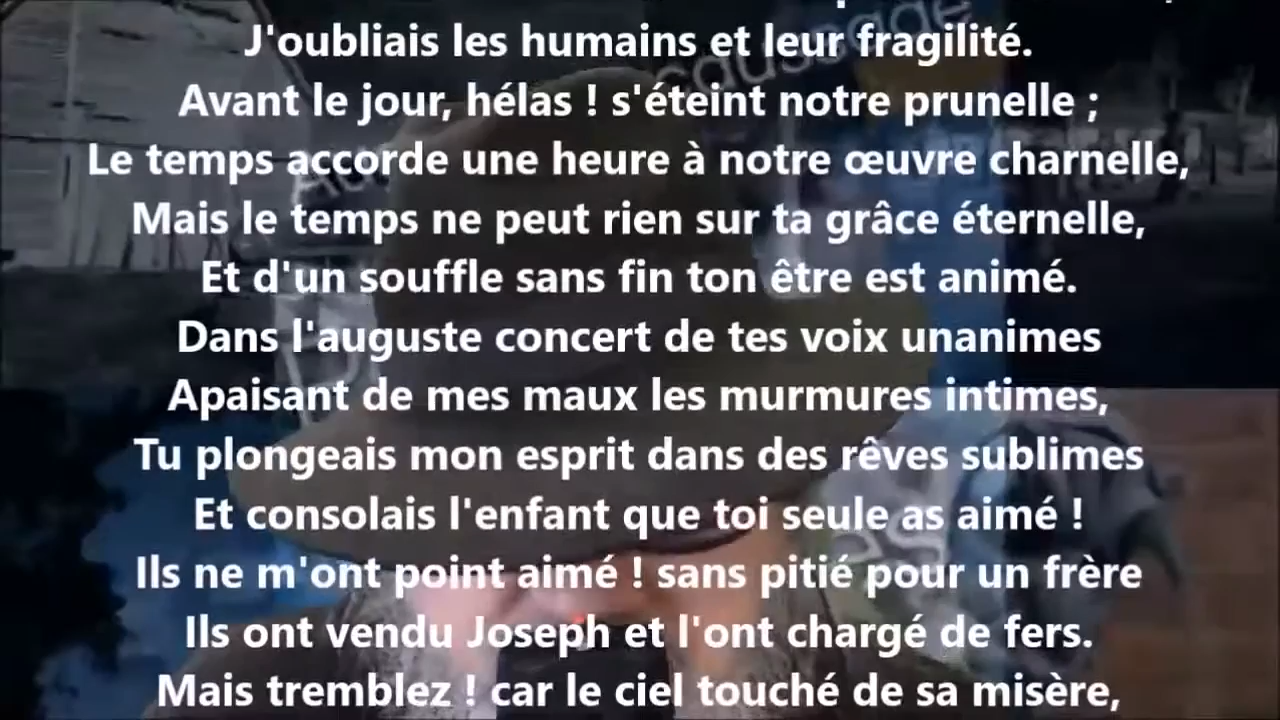 J'oubliais les humains et leur fragilité.
Avant le jour, hélas ! s'éteint notre prunelle ;
Le temps accorde une heure à notre œuvre charnelle,
Mais le temps ne peut rien sur ta grâce éternelle,
Et d'un souffle sans fin ton être est animé.
Dans l'auguste concert de tes voix unanimes
Apaisant de mes maux les murmures intimes,
Tu plongeais mon esprit dans des rêves sublimes
Et consolais l'enfant que toi seule as aimé !
Ils ne m'ont point aimé ! sans pitié pour un frère
Ils ont vendu Joseph et l'ont chargé de fers.
Mais tremblez ! car le ciel touché de sa misère,